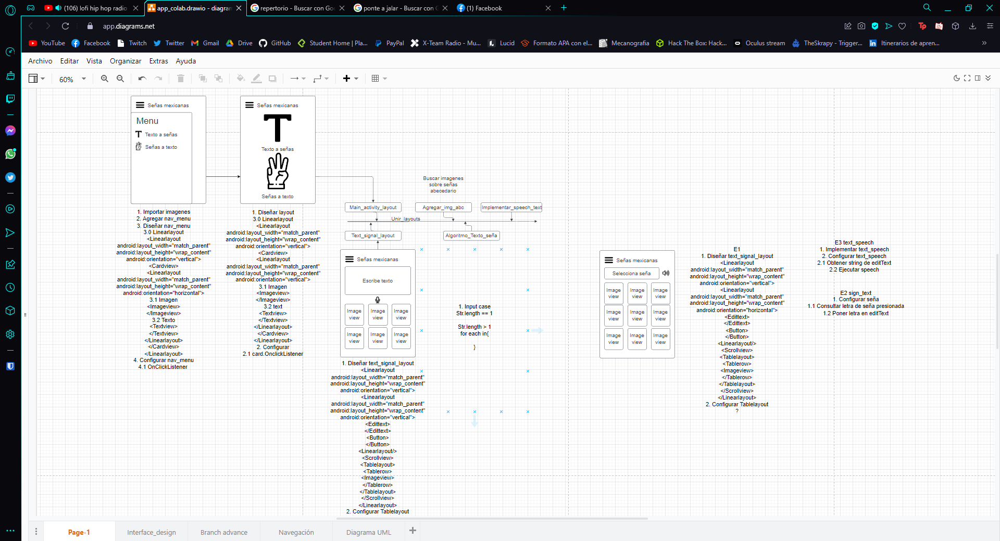 (106) lofi hip hop radio
app_colab.drawio - diagram
repertorio - Buscar con Go
ponte a jalar - Buscar con G
(1) Facebook
app.diagrams.net
YouTube
Facebook
Twitch
Twitter
Gmail
Drive
GitHub
Student Home | Pla...
PayPal
X-Team Radio - Mu...
Lucid
Formato APA con el...
Mecanografia
Hack The Box: Hack...
Oculus stream
TheSkrapy - Trigger...
Itinerarios de apren...
Archivo
Editar
Vista
Organizar
Extras
Ayuda
60%
Señas mexicanas
Menu
Texto a señas
Señas a texto
1. Importar imagenes
2. Agregar nav_menu
3. Diseñar nav_menu
3.0 Linearlayout
<Linearlayout
android:layout_width="match_parent"
android:layout_height="wrap_content"
android:orientation="vertical">
<Cardview>
<Linearlayout
android:layout_width="match_parent"
android:layout_height="wrap_content"
android:orientation="horizontal">
3.1 Imagen
<Imageview>
</Imageview>
3.2 Texto
<Textview>
</Textview>
</Linearlayout>
</Cardview>
</Linearlayout>
4. Configurar nav_menu
4.1 OnClickListener
Señas mexicanas
Texto a señas
Señas a texto
1. Diseñar layout
3.0 Linearlayout
<Linearlayout
android:layout_width="match_parent"
android:layout_height="wrap_content"
android:orientation="vertical">
<Cardview>
<Linearlayout
android:layout_width="match_parent"
android:layout_height="wrap_content"
android:orientation="vertical">
3.1 Imagen
<Imageview>
</Imageview>
3.2 text
<Textview>
</Textview>
</Linearlayout>
</Cardview>
</Linearlayout>
2. Configurar
2.1 card.OnclickListener
Buscar imagenes
sobre señas
abecedario
Main_activity_layout
Agregar_img_abc
Implementar_speech_text
Unir_layouts
Text_signal_layout
Algoritmo_Texto_seña
Señas mexicanas
Escribe texto
Image view
Image view
Image view
Image view
Image view
Image view
1. Input case
Str.length == 1
Str.length > 1
for each in{
}
1. Diseñar text_signal_layout
<Linearlayout
android:layout_width="match_parent"
android:layout_height="wrap_content"
android:orientation="vertical">
<Linearlayout
android:layout_width="match_parent"
android:layout_height="wrap_content"
android:orientation="vertical">
<Edittext>
</Edittext>
<Button>
</Button>
<Linearlayout/>
<Scrollview>
<Tablelayout>
<Tablerow>
<Imageview>
</Tablerow>
</Tablelayout>
</Scrollview>
</Linearlayout>
2. Configurar Tablelayout
Señas mexicanas
Selecciona seña
Image view
Image view
Image view
Image view
Image view
Image view
Image view
Image view
Image view
E1
1. Diseñar text_signal_layout
<Linearlayout
android:layout_width="match_parent"
android:layout_height="wrap_content"
android:orientation="vertical">
<Linearlayout
android:layout_width="match_parent"
android:layout_height="wrap_content"
android:orientation="horizontal">
<Edittext>
</Edittext>
<Button>
</Button>
<Linearlayout/>
<Scrollview>
<Tablelayout>
<Tablerow>
<Imageview>
</Tablerow>
</Tablelayout>
</Scrollview>
</Linearlayout>
2. Configurar Tablelayout
?
E3 text_speech
1. Implementar text_speech
2. Configurar text_speech
2.1 Obtener string de editText
2.2 Ejecutar speech
E2 sign_text
1. Configurar seña
1.1 Consultar letra de seña presionada
1.2 Poner letra en editText
Page-1
Interface_design
Branch advance
Navegación
Diagrama UML